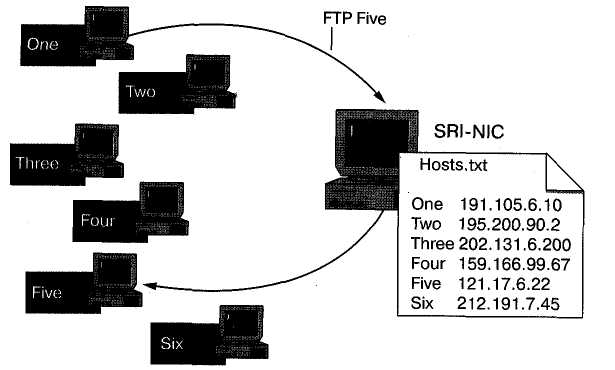 FTP Five
One
Two
Three
Four
Five
Six
SRI-NIC
Hosts.txt
One 191.105.6.10
Two 195.200.90.2
Three 202.131.6.200
Four 159.166.99.67
Five 121.17.6.22
Six 212.191.7.45